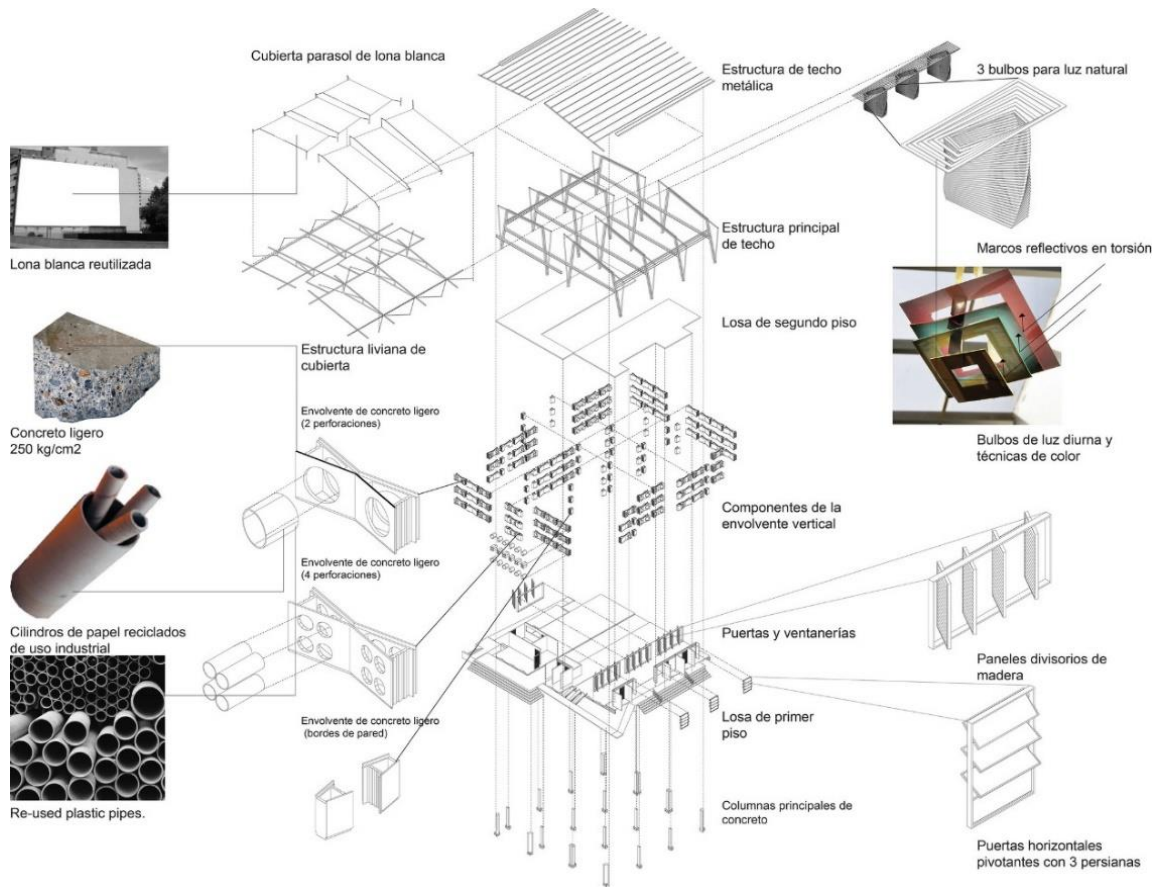 Cubierta parasol de lona blanca
Lona blanca reutilizada
Concreto ligero
250 kg/cm2
Cilindros de papel reciclados
de uso industrial
Re-used plastic pipes.
Estructura liviana de
cubierta
Envolvente de concreto ligero
(2 perforaciones)
Envolvente de concreto ligero
(4 perforaciones)
Envolvente de concreto ligero
(bordes de pared)
Estructura de techo
metálica
Estructura principal
de techo
Losa de segundo piso
Componentes de la
envolvente vertical
Puertas y ventanerías
Losa de primer
piso
Columnas principales de
concreto
3 bulbos para luz natural
Marcos reflectivos en torsión
Bulbos de luz diurna y
técnicas de color
Paneles divisorios de
madera
Puertas horizontales
pivotantes con 3 persianas